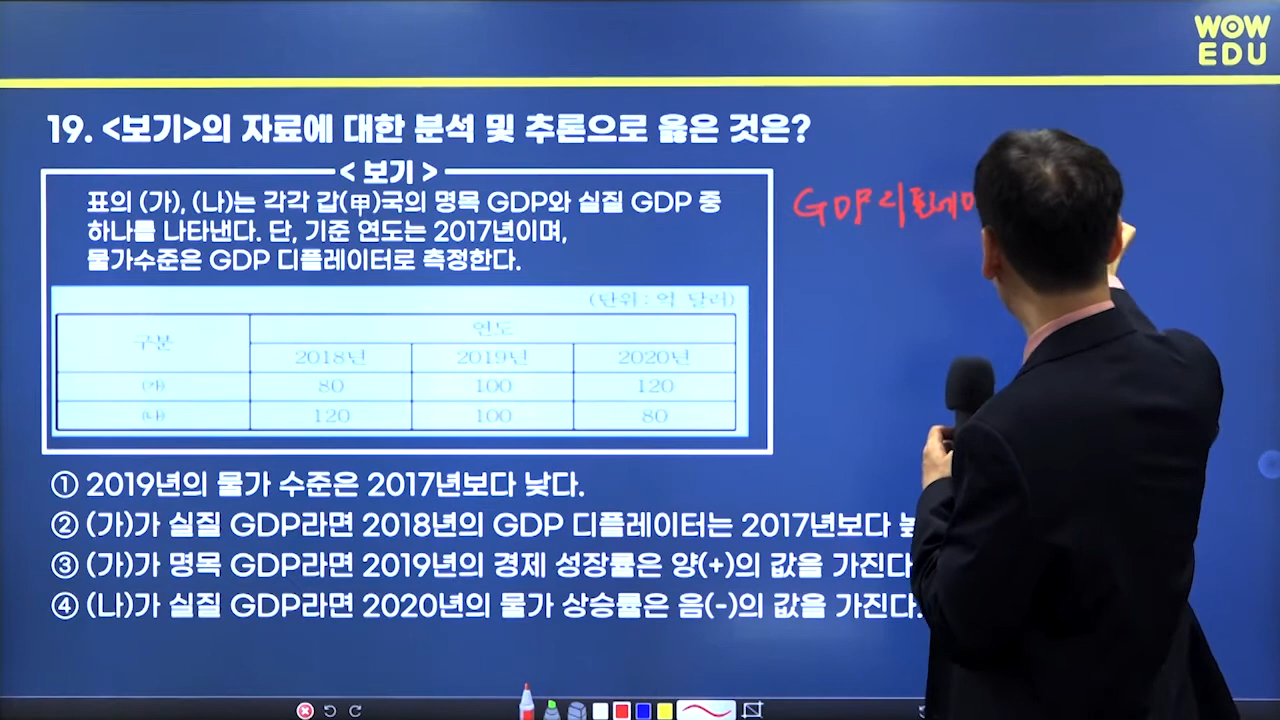 WOW
EDU
19. <보기>의 자료에 대한 분석 및 추론으로 옳은 것은?
< 보기 >
표의 (가), (나)는 각각 갑(甲)국의 명목 GDP와 실질 GDP 중
하나를 나타낸다. 단, 기준 연도는 2017년이며,
물가수준은 GDP 디플레이터로 측정한다.
GDP디플레이
(단위 : 억 달러)
구분 연도
2018년 2019년 2020년
(가) 80 100 120
(나) 120 100 80
① 2019년의 물가 수준은 2017년보다 낮다.
② (가)가 실질 GDP라면 2018년의 GDP 디플레이터는 2017년보다
③ (가)가 명목 GDP라면 2019년의 경제 성장률은 양(+)의 값을 가진다
④ (나)가 실질 GDP라면 2020년의 물가 상승률은 음(-)의 값을 가진다.